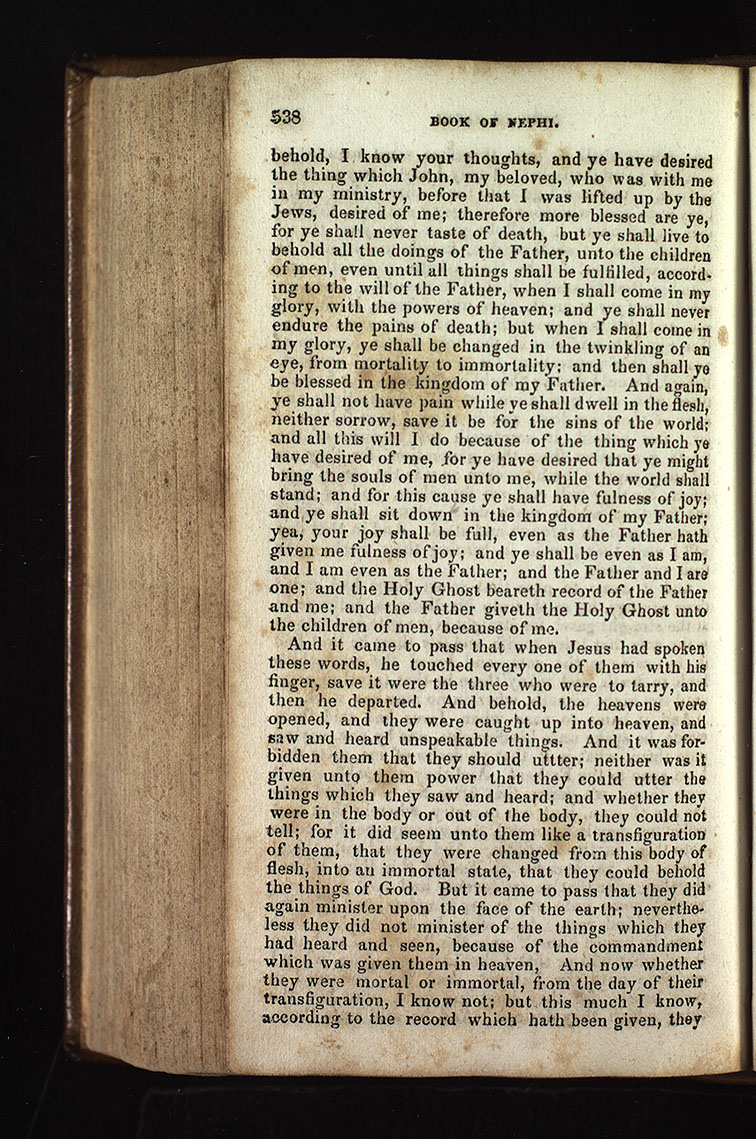 538
BOOK OF NEPHI.
behold, I know your thoughts, and ye have desired
the thing which John, my beloved, who was with me
in my ministry, before that I was lifted up by the
Jews, desired of me; therefore more blessed are ye,
for ye shall never taste of death, but ye shall live to
behold all the doings of the Father, unto the children
of men, even until all things shall be fulfilled, accord-
ing to the will of the Father, when I shall come in my
glory, with the powers of heaven; and ye shall never
endure the pains of death; but when I shall come in
my glory, ye shall be changed in the twinkling of an
eye, from mortality to immortality; and then shall ye
be blessed in the kingdom of my Father. And again,
ye shall not have pain while ye shall dwell in the flesh,
neither sorrow, save it be for the sins of the world;
and all this will I do because of the thing which ye
have desired of me, for ye have desired that ye might
bring the souls of men unto me, while the world shall
stand; and for this cause ye shall have fulness of joy;
and ye shall sit down in the kingdom of my Father;
yea, your joy shall be full, even as the Father hath
given me fulness of joy; and ye shall be even as I am,
and I am even as the Father; and the Father and I are
one; and the Holy Ghost beareth record of the Father
and me; and the Father giveth the Holy Ghost unto
the children of men, because of me.
And it came to pass that when Jesus had spoken
these words, he touched every one of them with his
finger, save it were the three who were to tarry, and
then he departed. And behold, the heavens were
opened, and they were caught up into heaven, and
saw and heard unspeakable things. And it was for-
bidden them that they should uttter; neither was it
given unto them power that they could utter the
things which they saw and heard; and whether they
were in the body or out of the body, they could not
tell; for it did seem unto them like a transfiguration
of them, that they were changed from this body of
flesh, into an immortal state, that they could behold
the things of God. But it came to pass that they did
again minister upon the face of the earth; neverthe-
less they did not minister of the things which they
had heard and seen, because of the commandment
which was given them in heaven, And now whether
they were mortal or immortal, from the day of their
transfiguration, I know not; but this much I know,
according to the record which hath been given, they